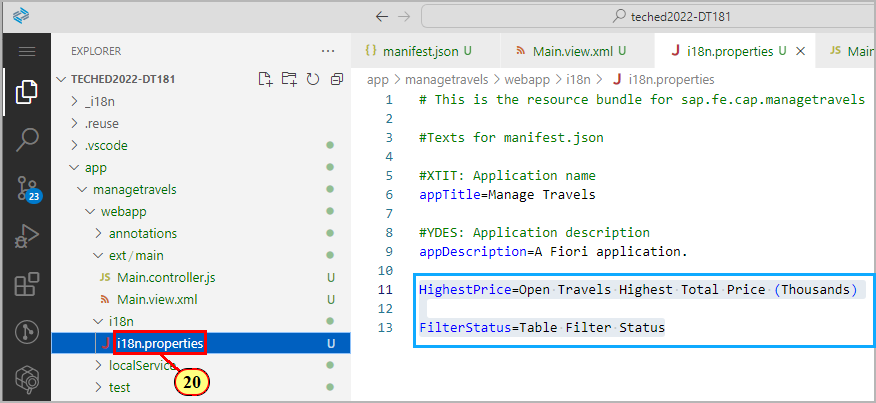 teched2022-DT181
EXPLORER ···
{ } manifest.json U
Main.view.xml U
J i18n.properties U ×
JS Main
TECHED2022-DT181
app > managetravels > webapp > i18n > J i18n.properties
_i18n
.reuse
.vscode
app
managetravels
webapp
annotations
ext / main
JS Main.controller.js U
Main.view.xml U
i18n
J i18n.properties U
localService
test
23
20
1 # This is the resource bundle for sap.fe.cap.managetravels
2
3 #Texts for manifest.json
4
5 #XTIT: Application name
6 appTitle=Manage Travels
7
8 #YDES: Application description
9 appDescription=A Fiori application.
10
11 HighestPrice=Open Travels Highest Total Price (Thousands)
12
13 FilterStatus=Table Filter Status